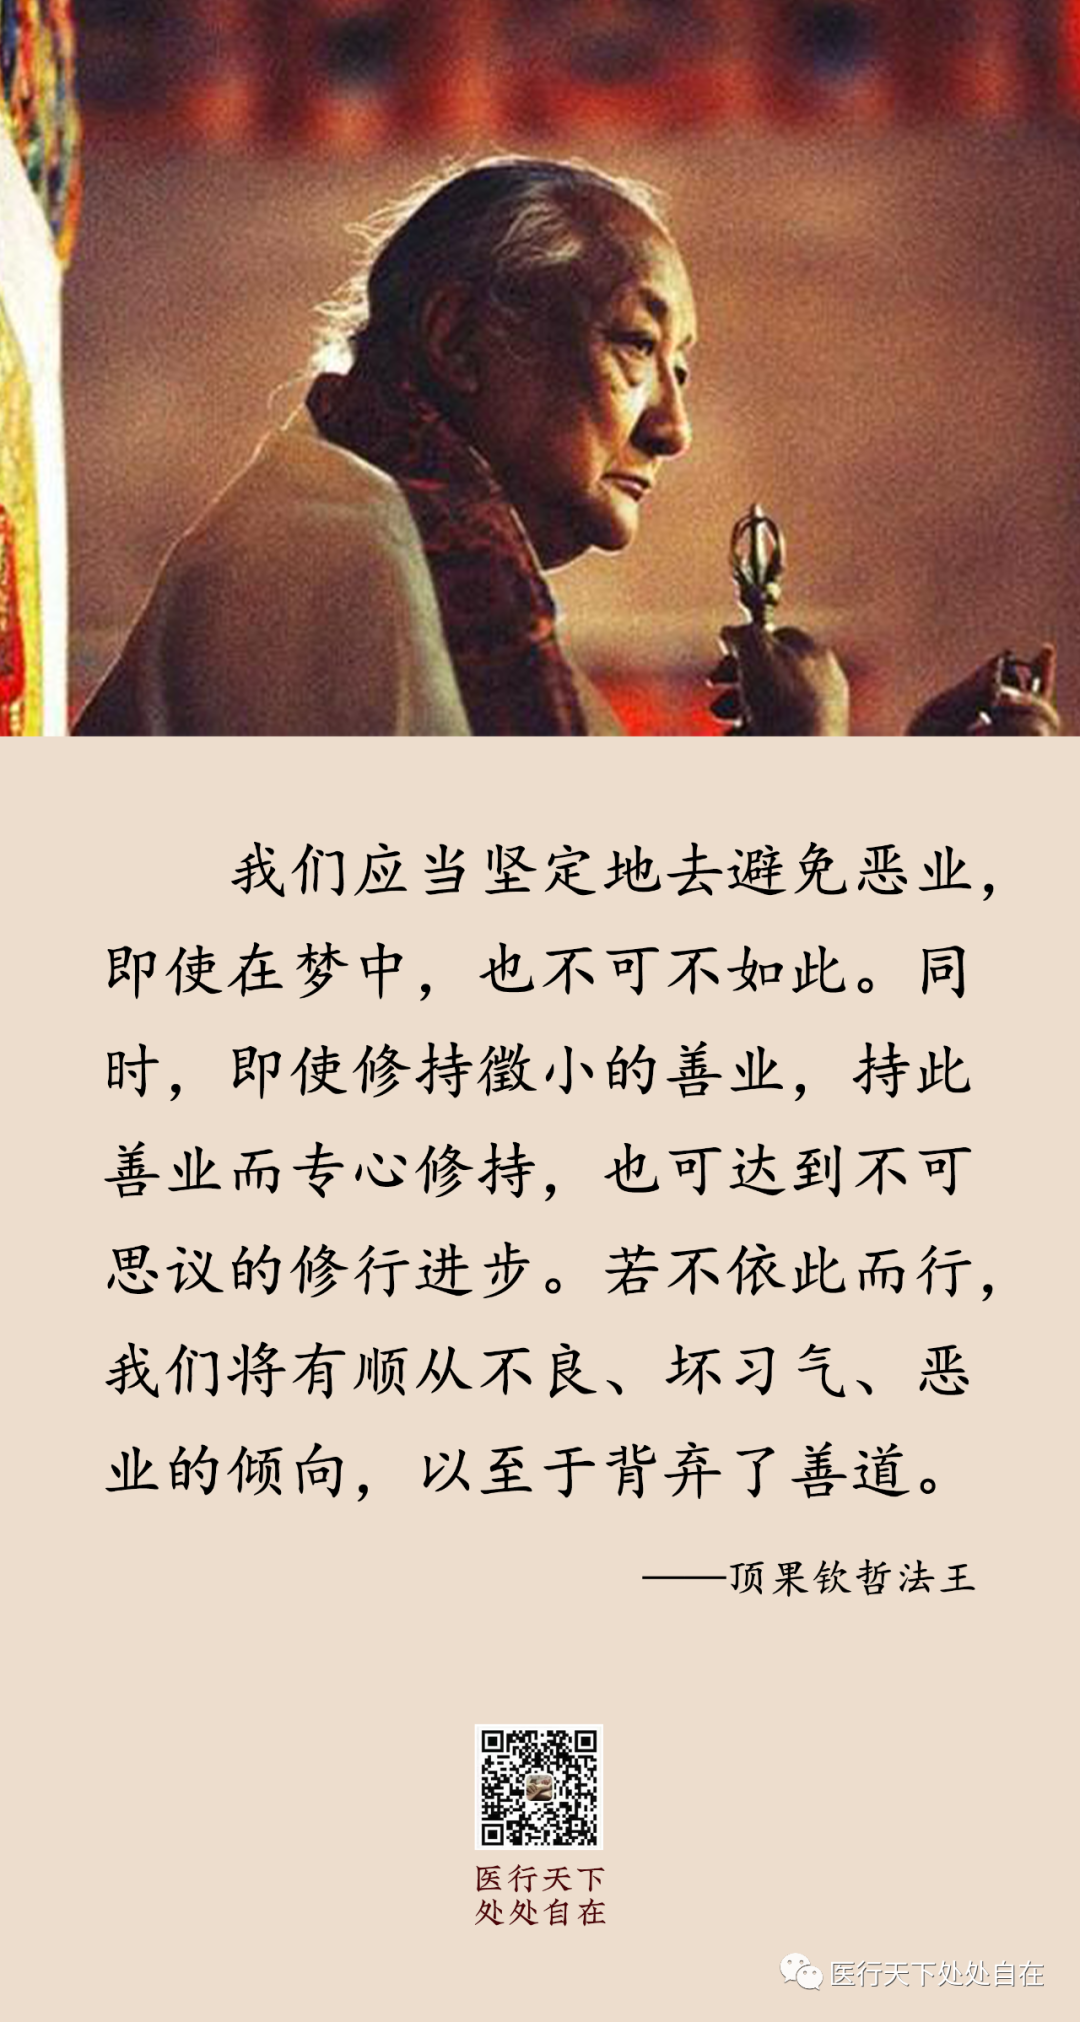 我们应当坚定地去避免恶业，
即使在梦中，也不可不如此。同
时，即使修持徵小的善业，持此
善业而专心修持，也可达到不可
思议的修行进步。若不依此而行，
我们将有顺从不良、坏习气、恶
业的倾向，以至于背弃了善道。
——顶果钦哲法王
医行天下
处处自在
医行天下处处自在